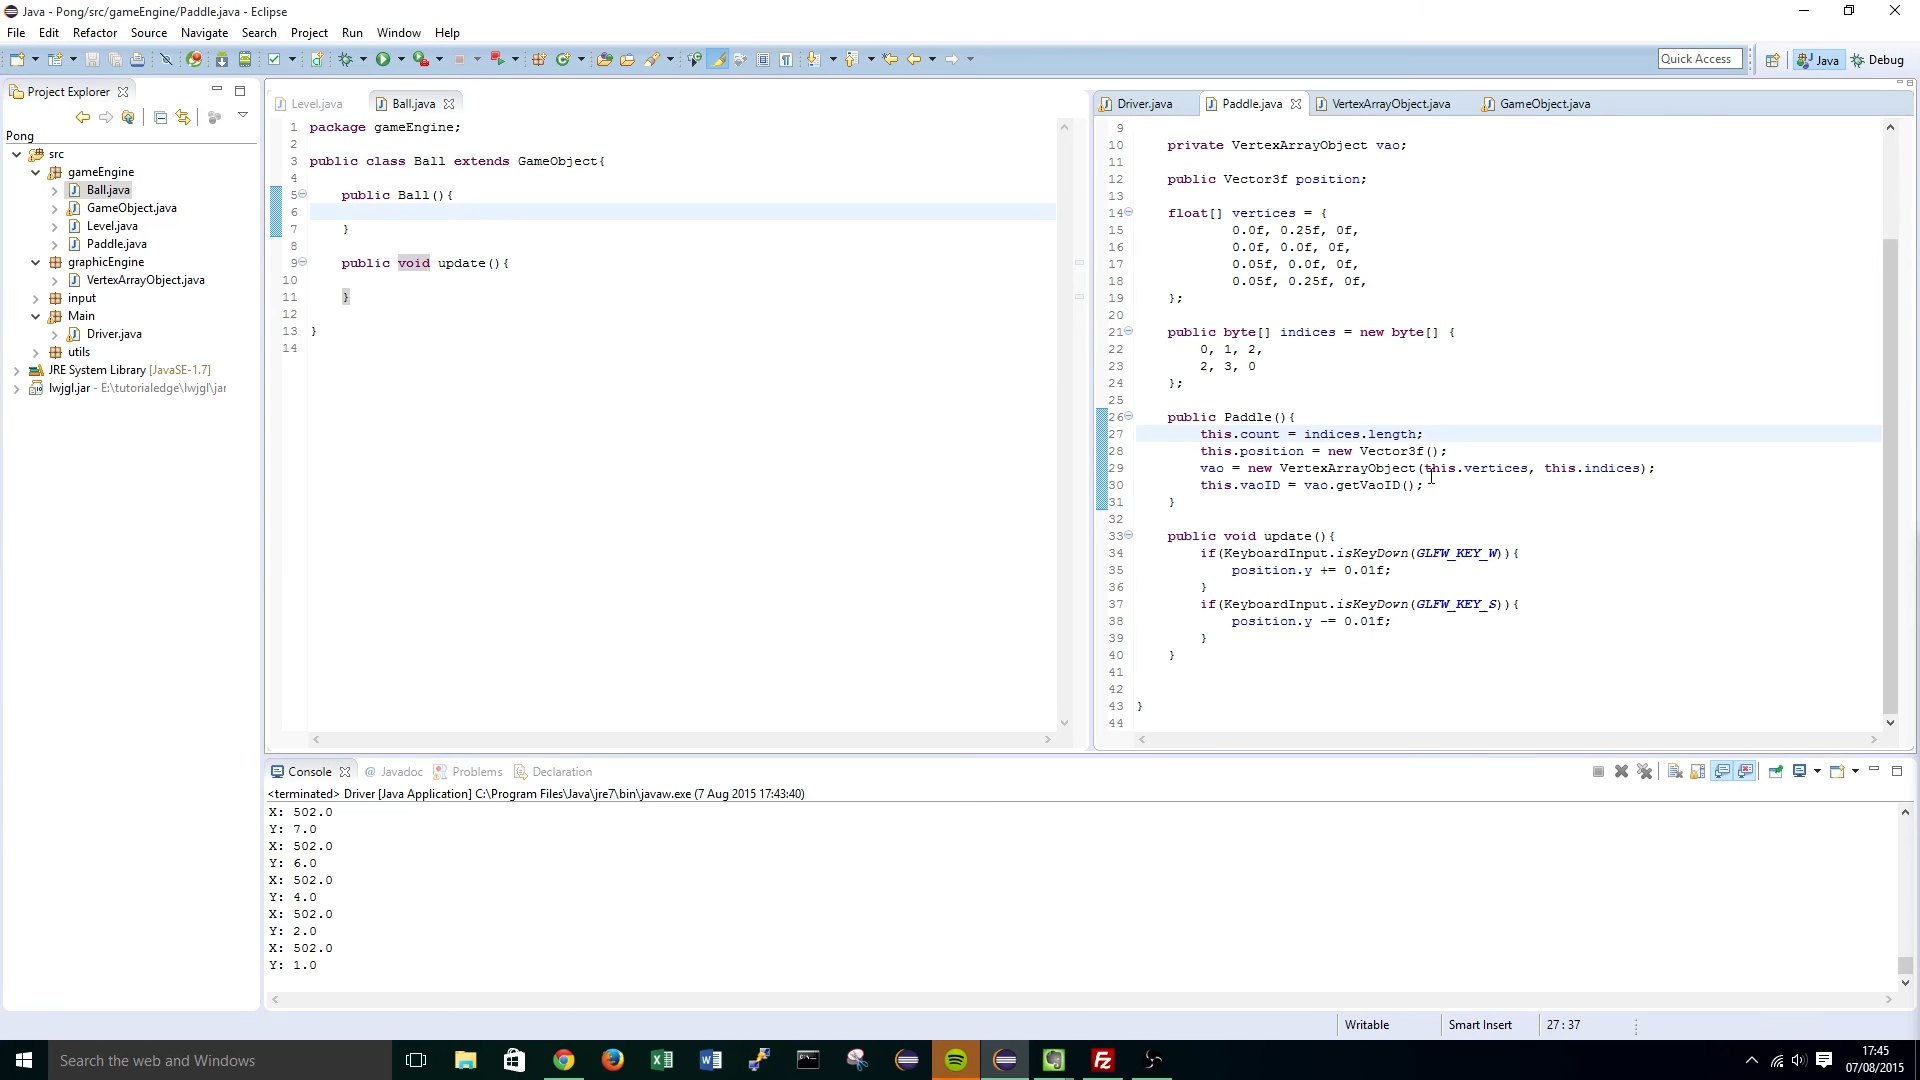 Java - Pong/src/gameEngine/Paddle.java - Eclipse
File Edit Refactor Source Navigate Search Project Run Window Help
Quick Access Java Debug
Project Explorer
Pong
src
gameEngine
Ball.java
GameObject.java
Level.java
Paddle.java
graphicEngine
VertexArrayObject.java
input
Main
Driver.java
utils
JRE System Library [JavaSE-1.7]
lwjgl.jar - E:\tutorialedge\lwjgl\jar
Level.java Ball.java
1 package gameEngine;
2
3 public class Ball extends GameObject{
4
5 public Ball(){
6
7 }
8
9 public void update(){
10
11 }
12
13 }
14
Driver.java Paddle.java VertexArrayObject.java GameObject.java
9
10 private VertexArrayObject vao;
11
12 public Vector3f position;
13
14 float[] vertices = {
15 0.0f, 0.25f, 0f,
16 0.0f, 0.0f, 0f,
17 0.05f, 0.0f, 0f,
18 0.05f, 0.25f, 0f,
19 };
20
21 public byte[] indices = new byte[] {
22 0, 1, 2,
23 2, 3, 0
24 };
25
26 public Paddle(){
27 this.count = indices.length;
28 this.position = new Vector3f();
29 vao = new VertexArrayObject(this.vertices, this.indices);
30 this.vaoID = vao.getVaoID();
31 }
32
33 public void update(){
34 if(KeyboardInput.isKeyDown(GLFW_KEY_W)){
35 position.y += 0.01f;
36 }
37 if(KeyboardInput.isKeyDown(GLFW_KEY_S)){
38 position.y -= 0.01f;
39 }
40 }
41
42
43 }
44
Console Javadoc Problems Declaration
<terminated> Driver [Java Application] C:\Program Files\Java\jre7\bin\javaw.exe (7 Aug 2015 17:43:40)
X: 502.0
Y: 7.0
X: 502.0
Y: 6.0
X: 502.0
Y: 4.0
X: 502.0
Y: 2.0
X: 502.0
Y: 1.0
Writable Smart Insert 27 : 37
Search the web and Windows
17:45
07/08/2015